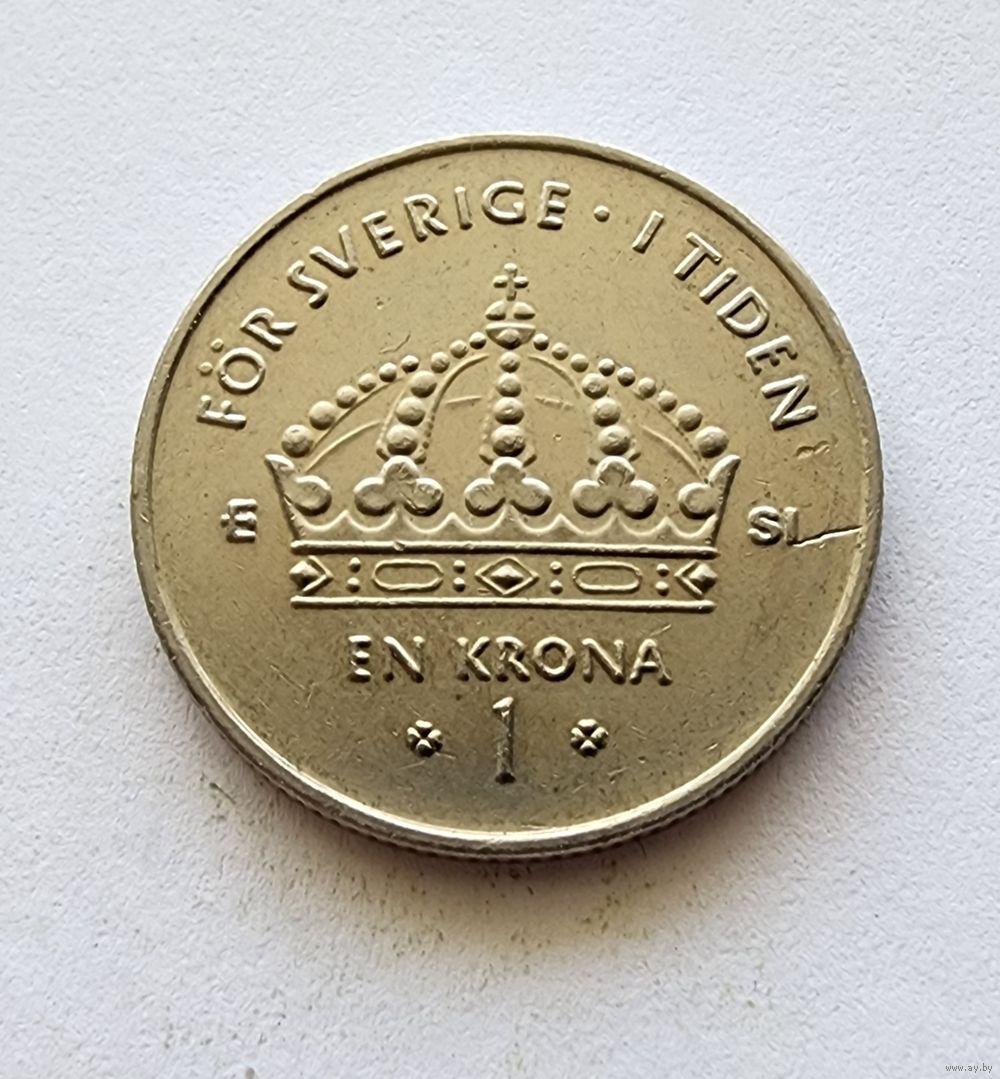 FÖR SVERIGE · I TIDEN
E SI
EN KRONA
1
www.ay.by